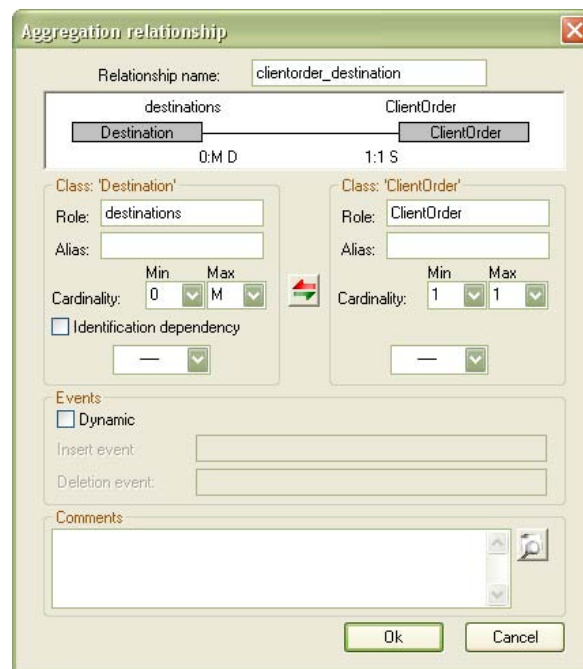 Aggregation relationship
Relationship name: clientorder_destination
destinations ClientOrder
Destination ClientOrder
0:M D 1:1 S
Class: 'Destination' Class: 'ClientOrder'
Role: destinations Role: ClientOrder
Alias: Alias:
Min Max Min Max
Cardinality: 0 M Cardinality: 1 1
Identification dependency
Events
Dynamic
Insert event
Deletion event:
Comments
Ok Cancel